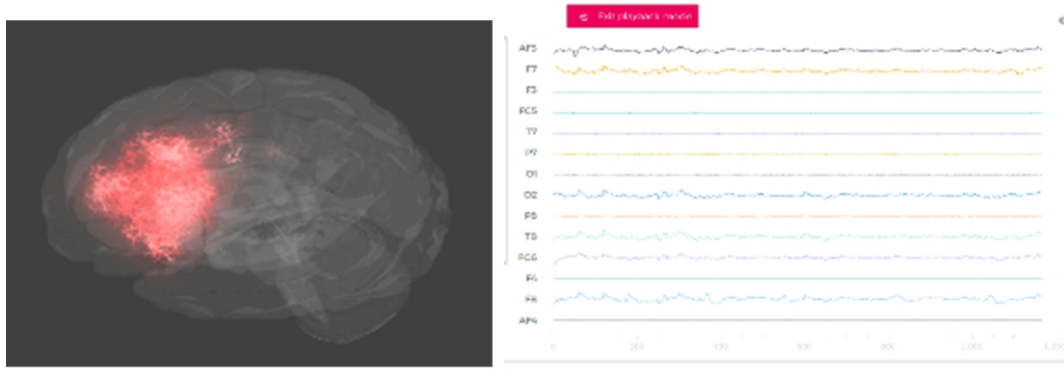 Exit playback mode
AF3
F7
F3
FC5
T7
P7
O1
O2
P8
T8
FC6
F4
F8
AF4
0
200
400
600
800
1,000